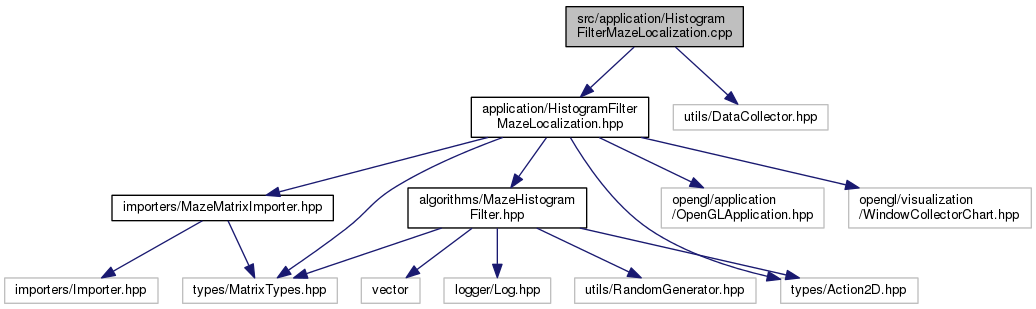 src/application/Histogram
FilterMazeLocalization.cpp
application/HistogramFilter
MazeLocalization.hpp
utils/DataCollector.hpp
importers/MazeMatrixImporter.hpp
algorithms/MazeHistogram
Filter.hpp
opengl/application
/OpenGLApplication.hpp
opengl/visualization
/WindowCollectorChart.hpp
importers/Importer.hpp
types/MatrixTypes.hpp
vector
logger/Log.hpp
utils/RandomGenerator.hpp
types/Action2D.hpp